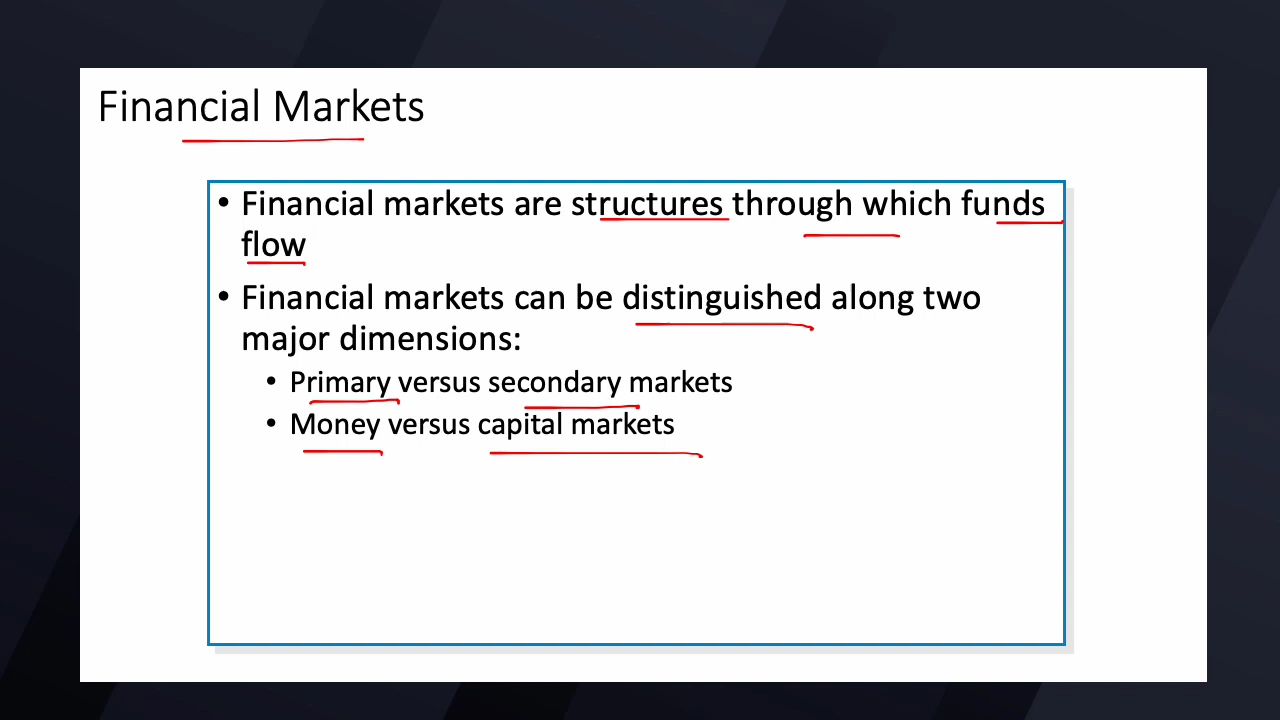 Financial Markets
• Financial markets are structures through which funds
flow
• Financial markets can be distinguished along two
major dimensions:
• Primary versus secondary markets
• Money versus capital markets